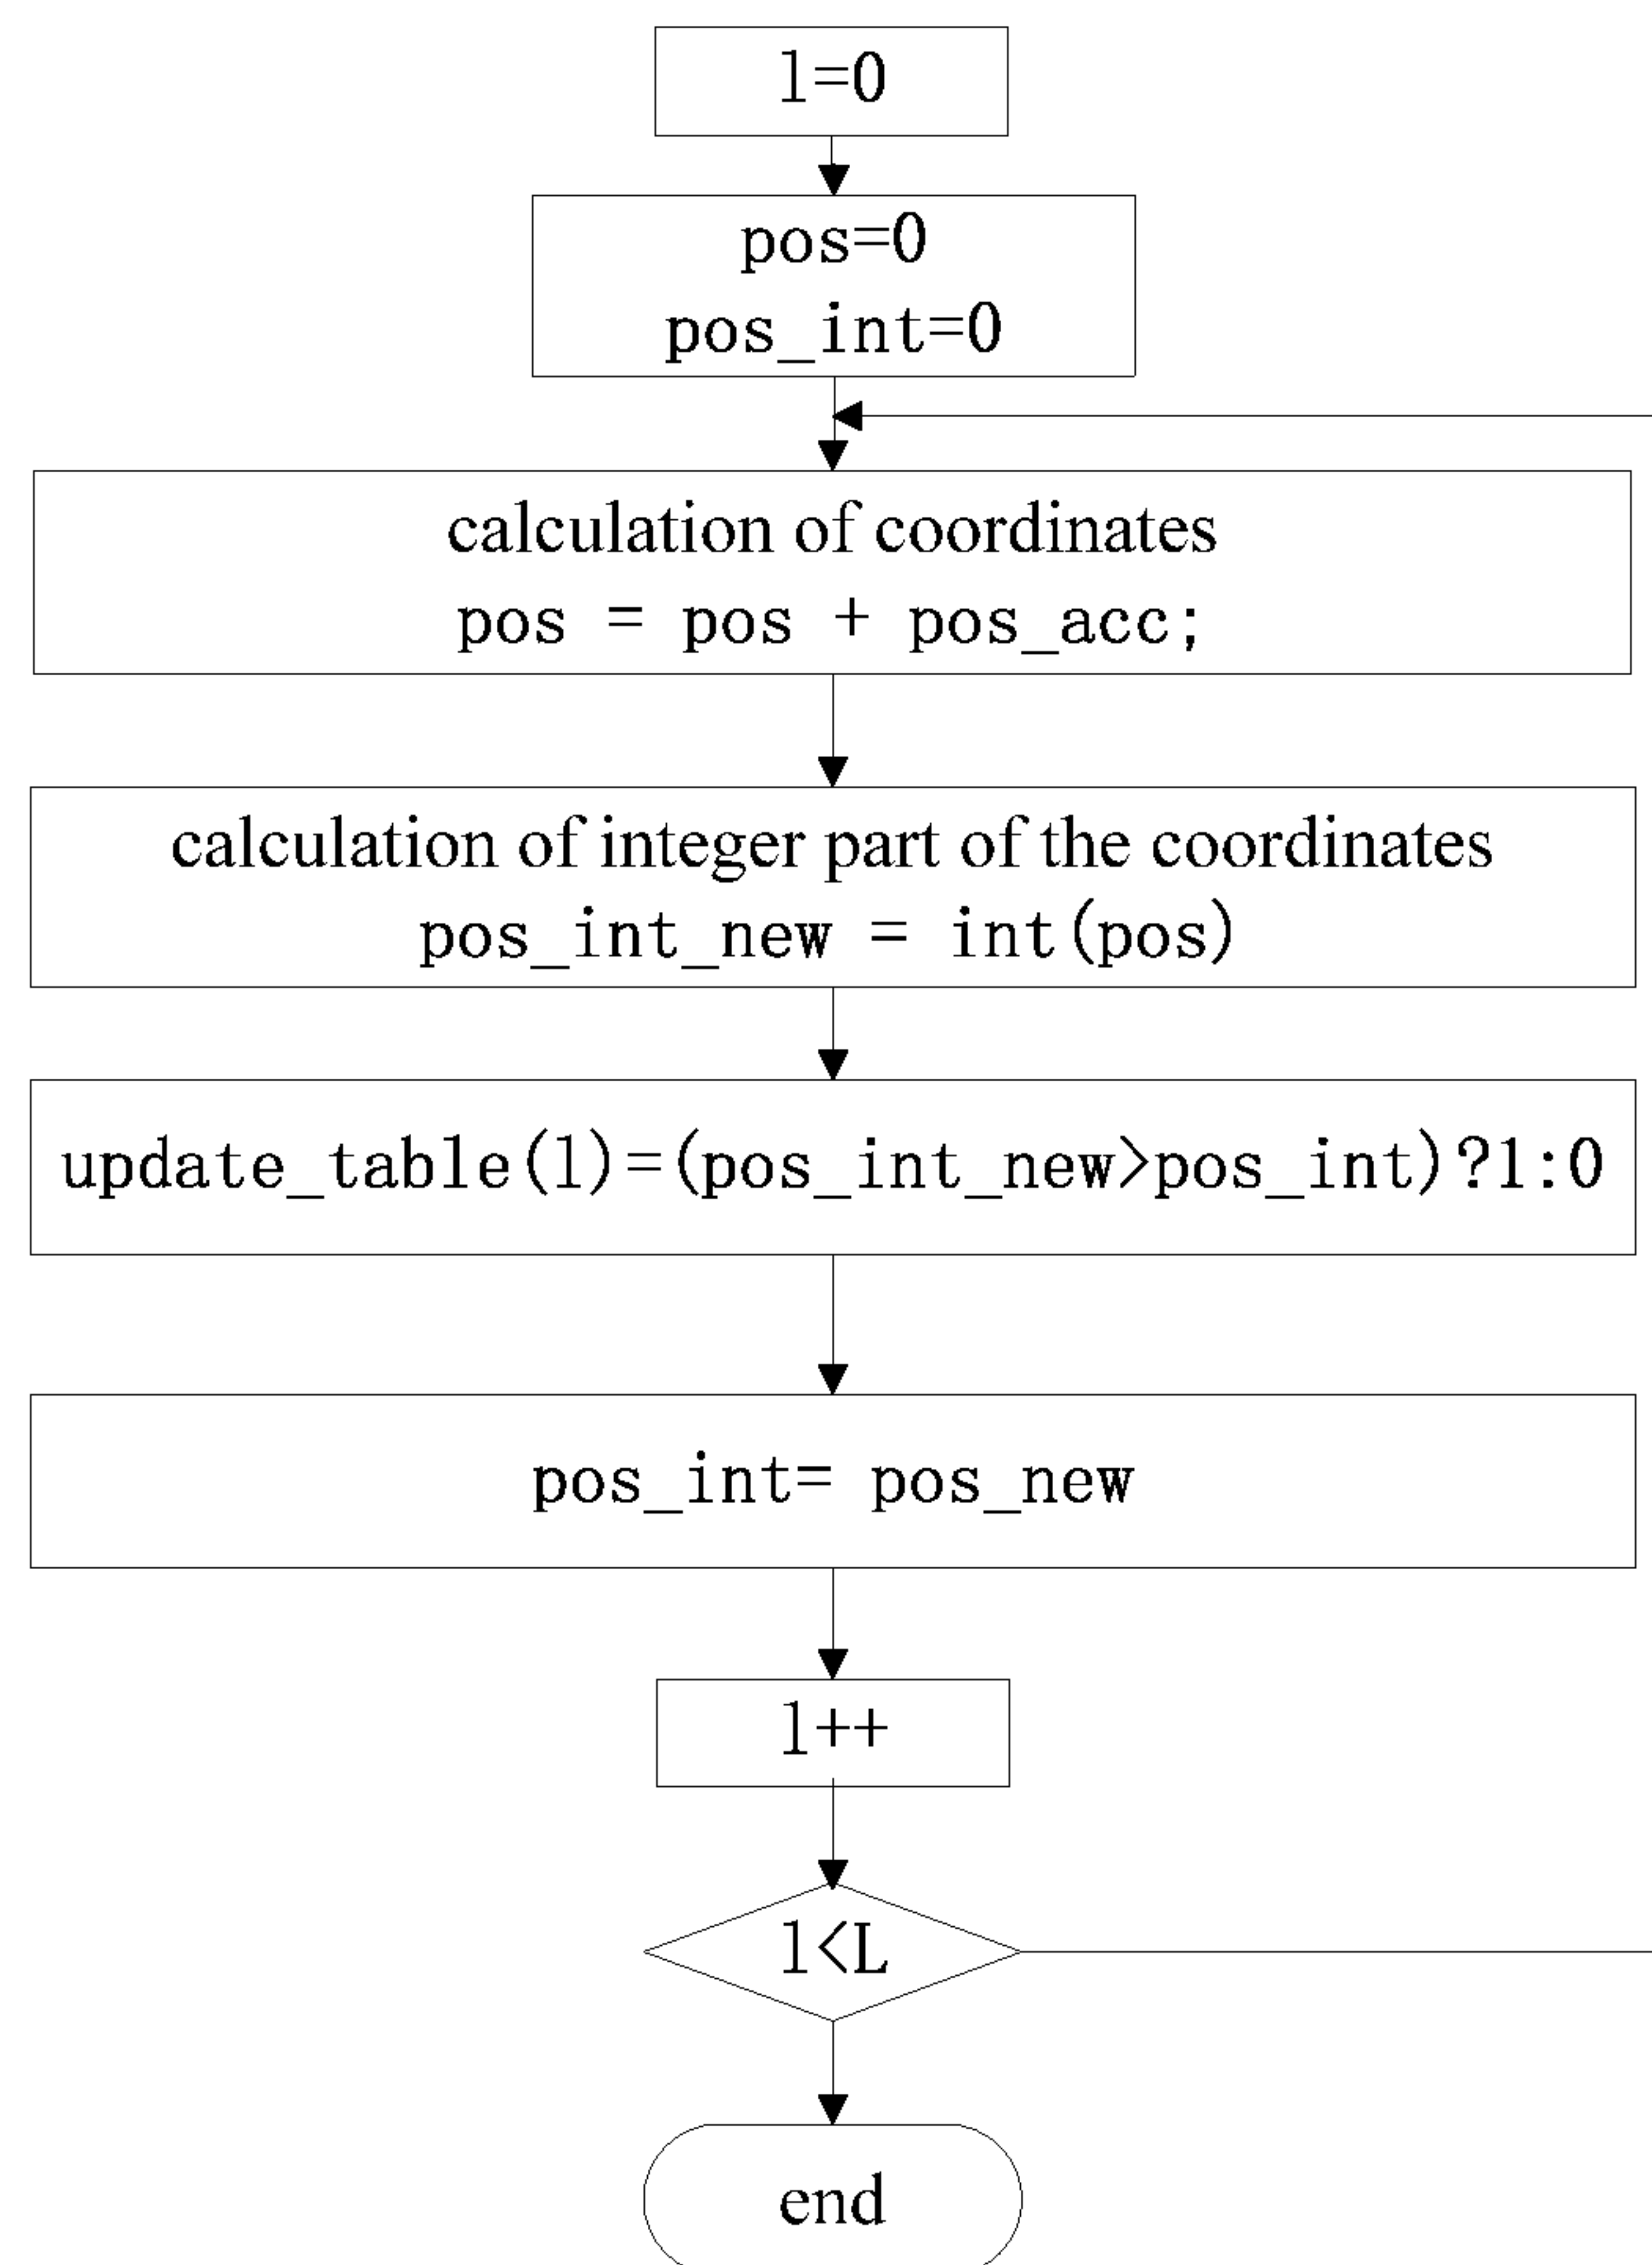 l=0
pos=0
pos_int=0
calculation of coordinates
pos = pos + pos_acc;
calculation of integer part of the coordinates
pos_int_new = int(pos)
update_table(l)=(pos_int_new>pos_int)?1:0
pos_int= pos_new
l++
l<L
end